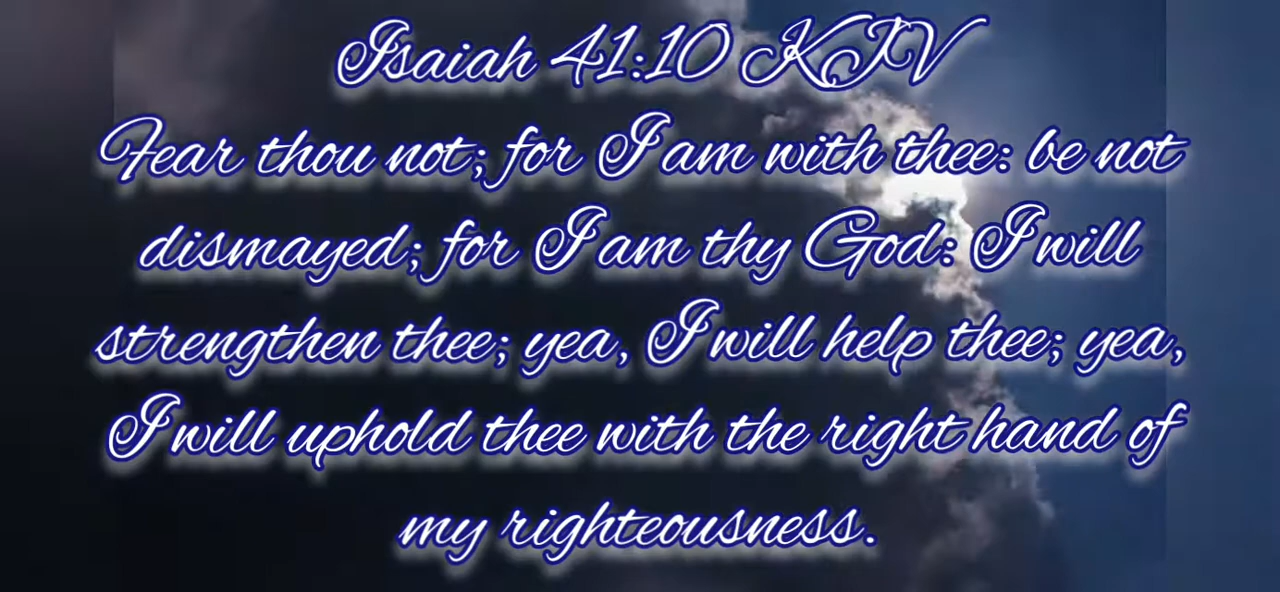 Isaiah 41:10 KJV
Fear thou not; for I am with thee: be not
dismayed; for I am thy God: I will
strengthen thee; yea, I will help thee; yea,
I will uphold thee with the right hand of
my righteousness.